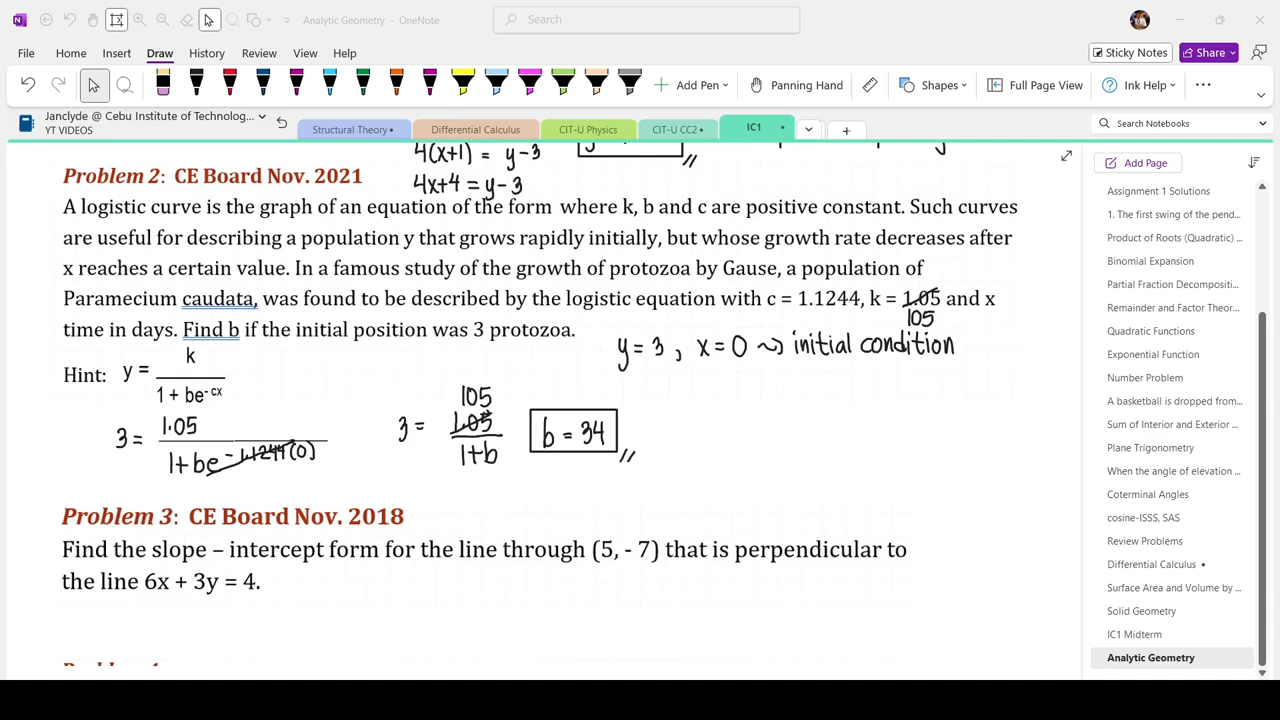 Analytic Geometry - OneNote
Search
File Home Insert Draw History Review View Help
Sticky Notes
Share
Add Pen
Panning Hand
Shapes
Full Page View
Ink Help
Janclyde @ Cebu Institute of Technolog...
YT VIDEOS
Structural Theory
Differential Calculus
CIT-U Physics
CIT-U CC2
IC1
Search Notebooks
4(x+1) = y-3
4x+4 = y-3
Problem 2: CE Board Nov. 2021
A logistic curve is the graph of an equation of the form where k, b and c are positive constant. Such curves
are useful for describing a population y that grows rapidly initially, but whose growth rate decreases after
x reaches a certain value. In a famous study of the growth of protozoa by Gause, a population of
Paramecium caudata, was found to be described by the logistic equation with c = 1.1244, k = 1.05 and x
105
time in days. Find b if the initial position was 3 protozoa.
y = 3 , x = 0 ~> initial condition
Hint: y = k
1 + be-cx
3 = 1.05
1+be-1.1244(0)
105
3 = 1.05
1+b
b = 34
Problem 3: CE Board Nov. 2018
Find the slope – intercept form for the line through (5, - 7) that is perpendicular to
the line 6x + 3y = 4.
Add Page
Assignment 1 Solutions
1. The first swing of the pend...
Product of Roots (Quadratic) ...
Binomial Expansion
Partial Fraction Decompositi...
Remainder and Factor Theor...
Quadratic Functions
Exponential Function
Number Problem
A basketball is dropped from...
Sum of Interior and Exterior ...
Plane Trigonometry
When the angle of elevation ...
Coterminal Angles
cosine-ISSS, SAS
Review Problems
Differential Calculus
Surface Area and Volume by...
Solid Geometry
IC1 Midterm
Analytic Geometry